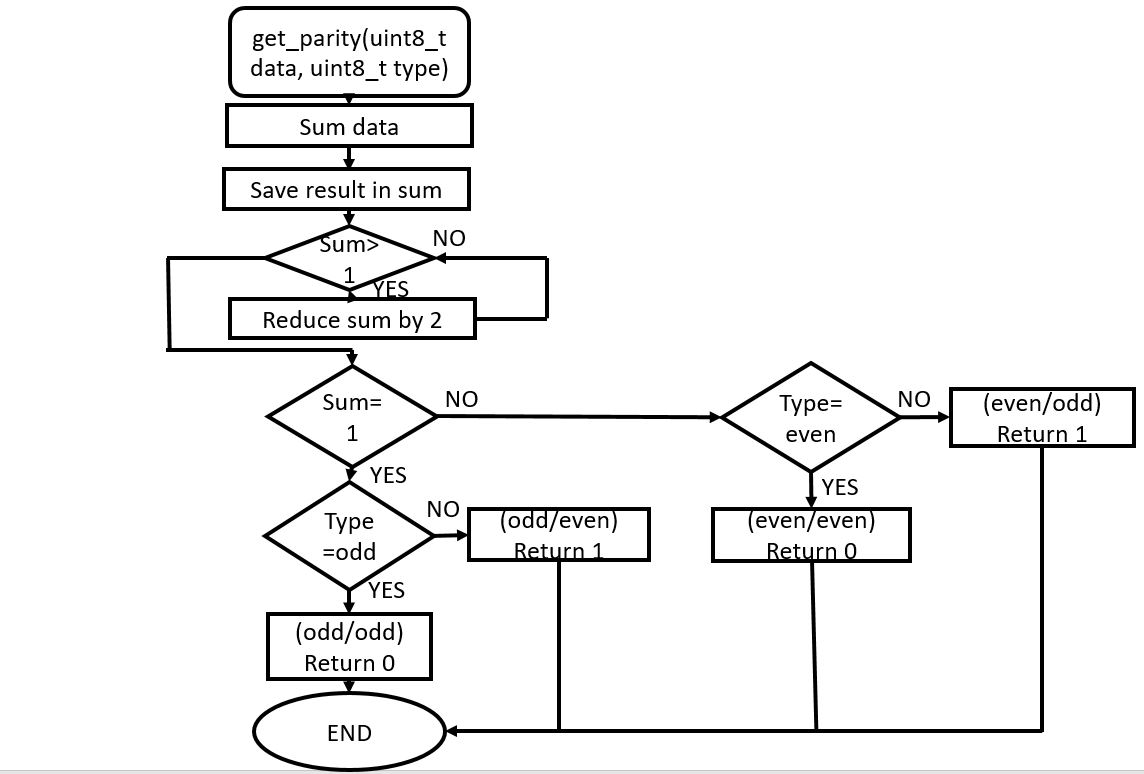 get_parity(uint8_t
data, uint8_t type)
Sum data
Save result in sum
Sum>
1
NO
YES
Reduce sum by 2
Sum=
1
NO
YES
Type=
even
NO
(even/odd)
Return 1
YES
(even/even)
Return 0
Type
=odd
NO
(odd/even)
Return 1
YES
(odd/odd)
Return 0
END